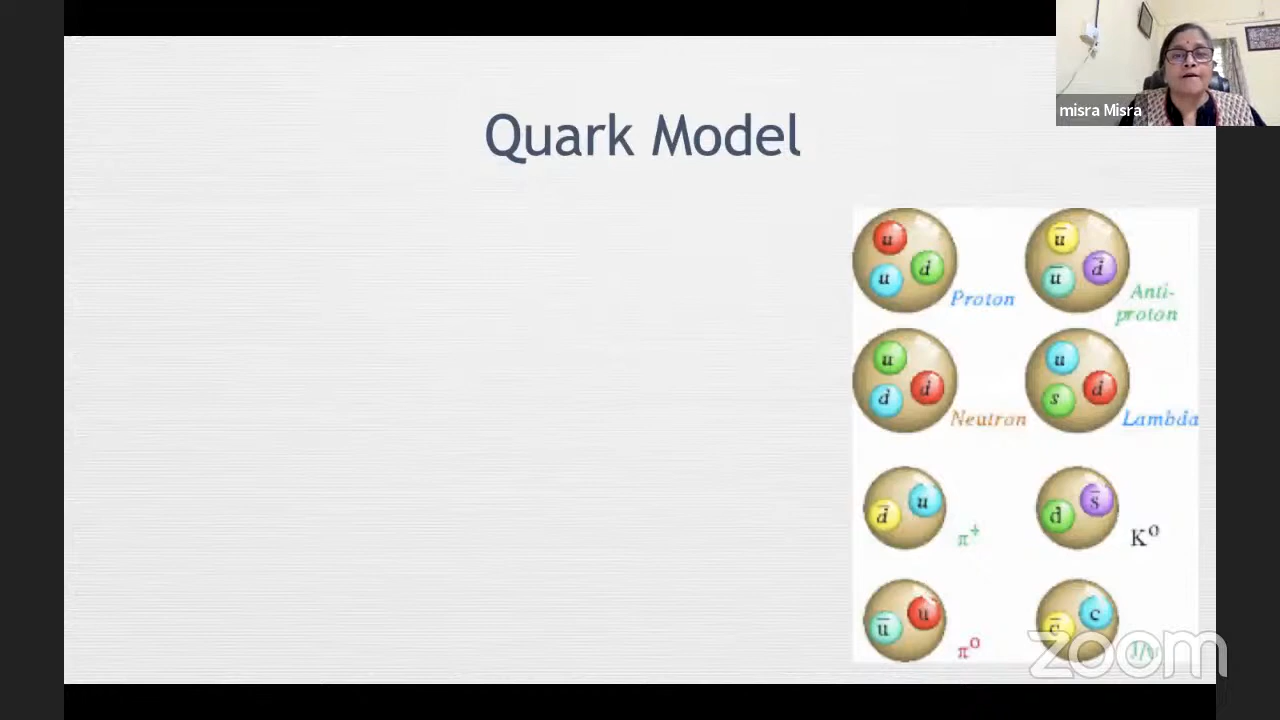 misra Misra
Quark Model
u
u
d
Proton
u̅
u̅
d̅
Anti-
proton
u
d
d
Neutron
u
s
d
Lambda
d̅
u
π⁺
d
s̅
K⁰
u̅
u
π⁰
c̅
c
J/ψ
zoom